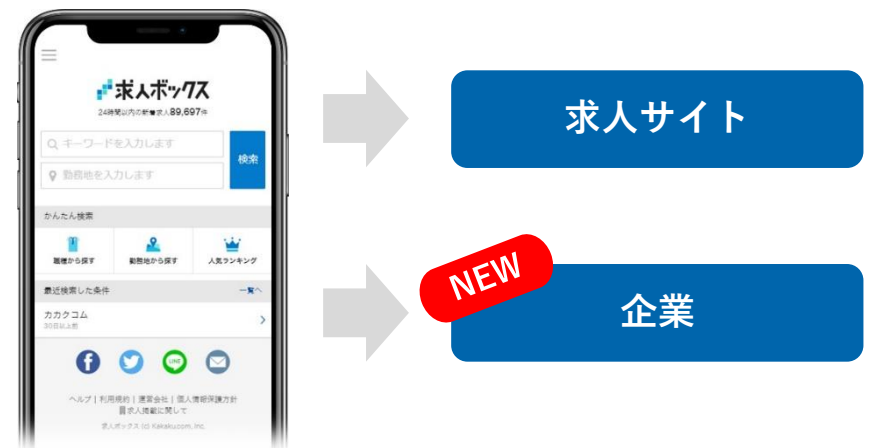 求人ボックス
24時間以内の新着求人89,697件
キーワードを入力します
検索
勤務地を入力します
かんたん検索
職種から探す 勤務地から探す 人気ランキング
最近検索した条件 一覧へ
カカクコム
30日以上前
LINE
ヘルプ | 利用規約 | 運営会社 | 個人情報保護方針
求人掲載に関して
求人ボックス (c) Kakaku.com, Inc.
求人サイト
NEW
企業